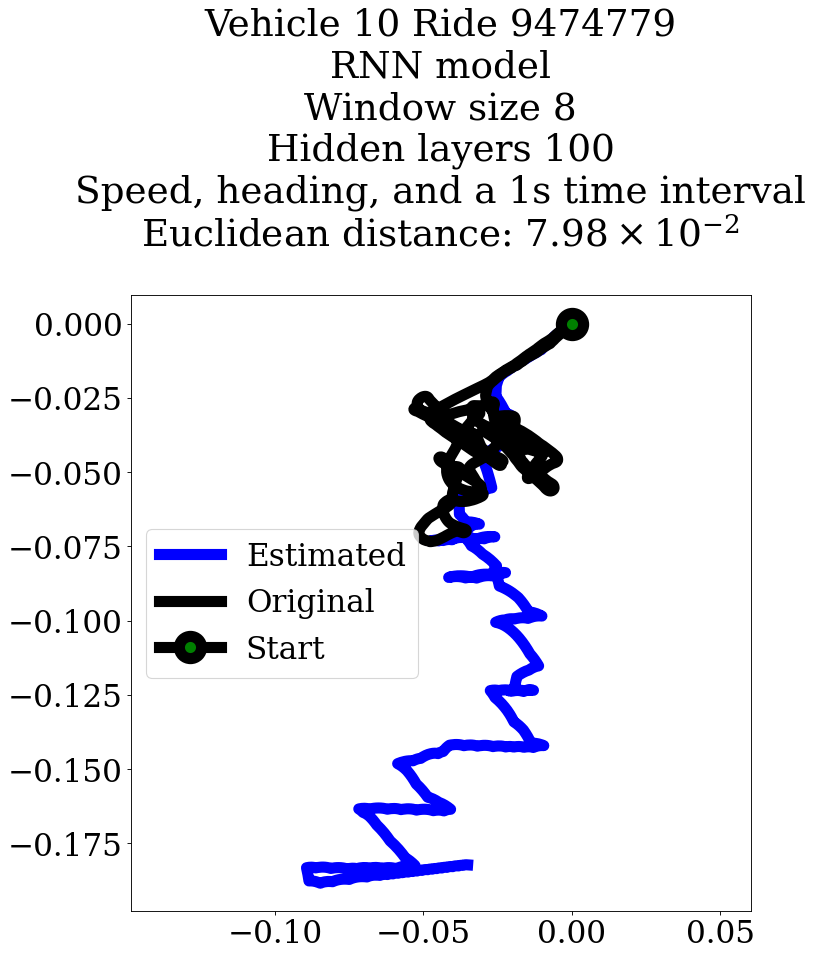 Vehicle 10 Ride 9474779
RNN model
Window size 8
Hidden layers 100
Speed, heading, and a 1s time interval
Euclidean distance: 7.98 × 10⁻²
0.000
−0.025
−0.050
−0.075
−0.100
−0.125
−0.150
−0.175
Estimated
Original
Start
−0.10
−0.05
0.00
0.05